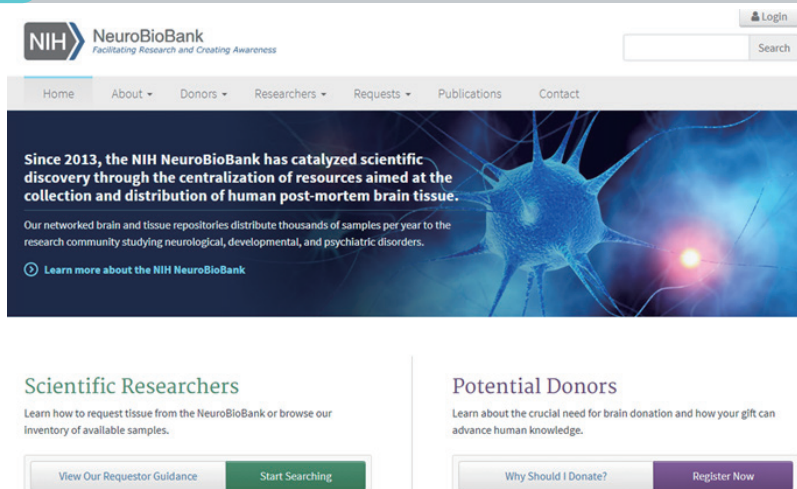 Login
NIH
NeuroBioBank
Facilitating Research and Creating Awareness
Search
Home About Donors Researchers Requests Publications Contact
Since 2013, the NIH NeuroBioBank has catalyzed scientific
discovery through the centralization of resources aimed at the
collection and distribution of human post-mortem brain tissue.
Our networked brain and tissue repositories distribute thousands of samples per year to the
research community studying neurological, developmental, and psychiatric disorders.
Learn more about the NIH NeuroBioBank
Scientific Researchers
Learn how to request tissue from the NeuroBioBank or browse our
inventory of available samples.
View Our Requestor Guidance Start Searching
Potential Donors
Learn about the crucial need for brain donation and how your gift can
advance human knowledge.
Why Should I Donate? Register Now